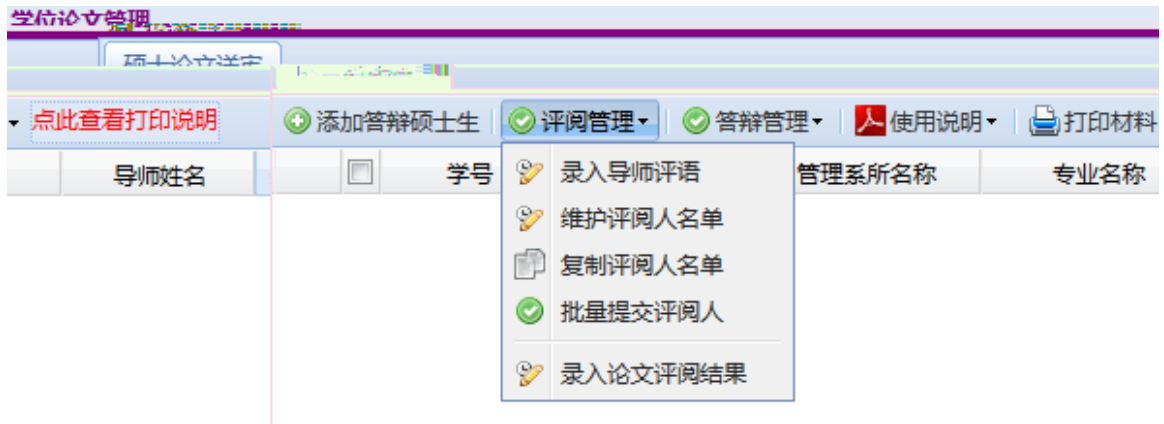 学位论文管理
硕士论文送审
点此查看打印说明 添加答辩硕士生 评阅管理 答辩管理 使用说明 打印材料
导师姓名 学号 管理系所名称 专业名称
录入导师评语
维护评阅人名单
复制评阅人名单
批量提交评阅人
录入论文评阅结果